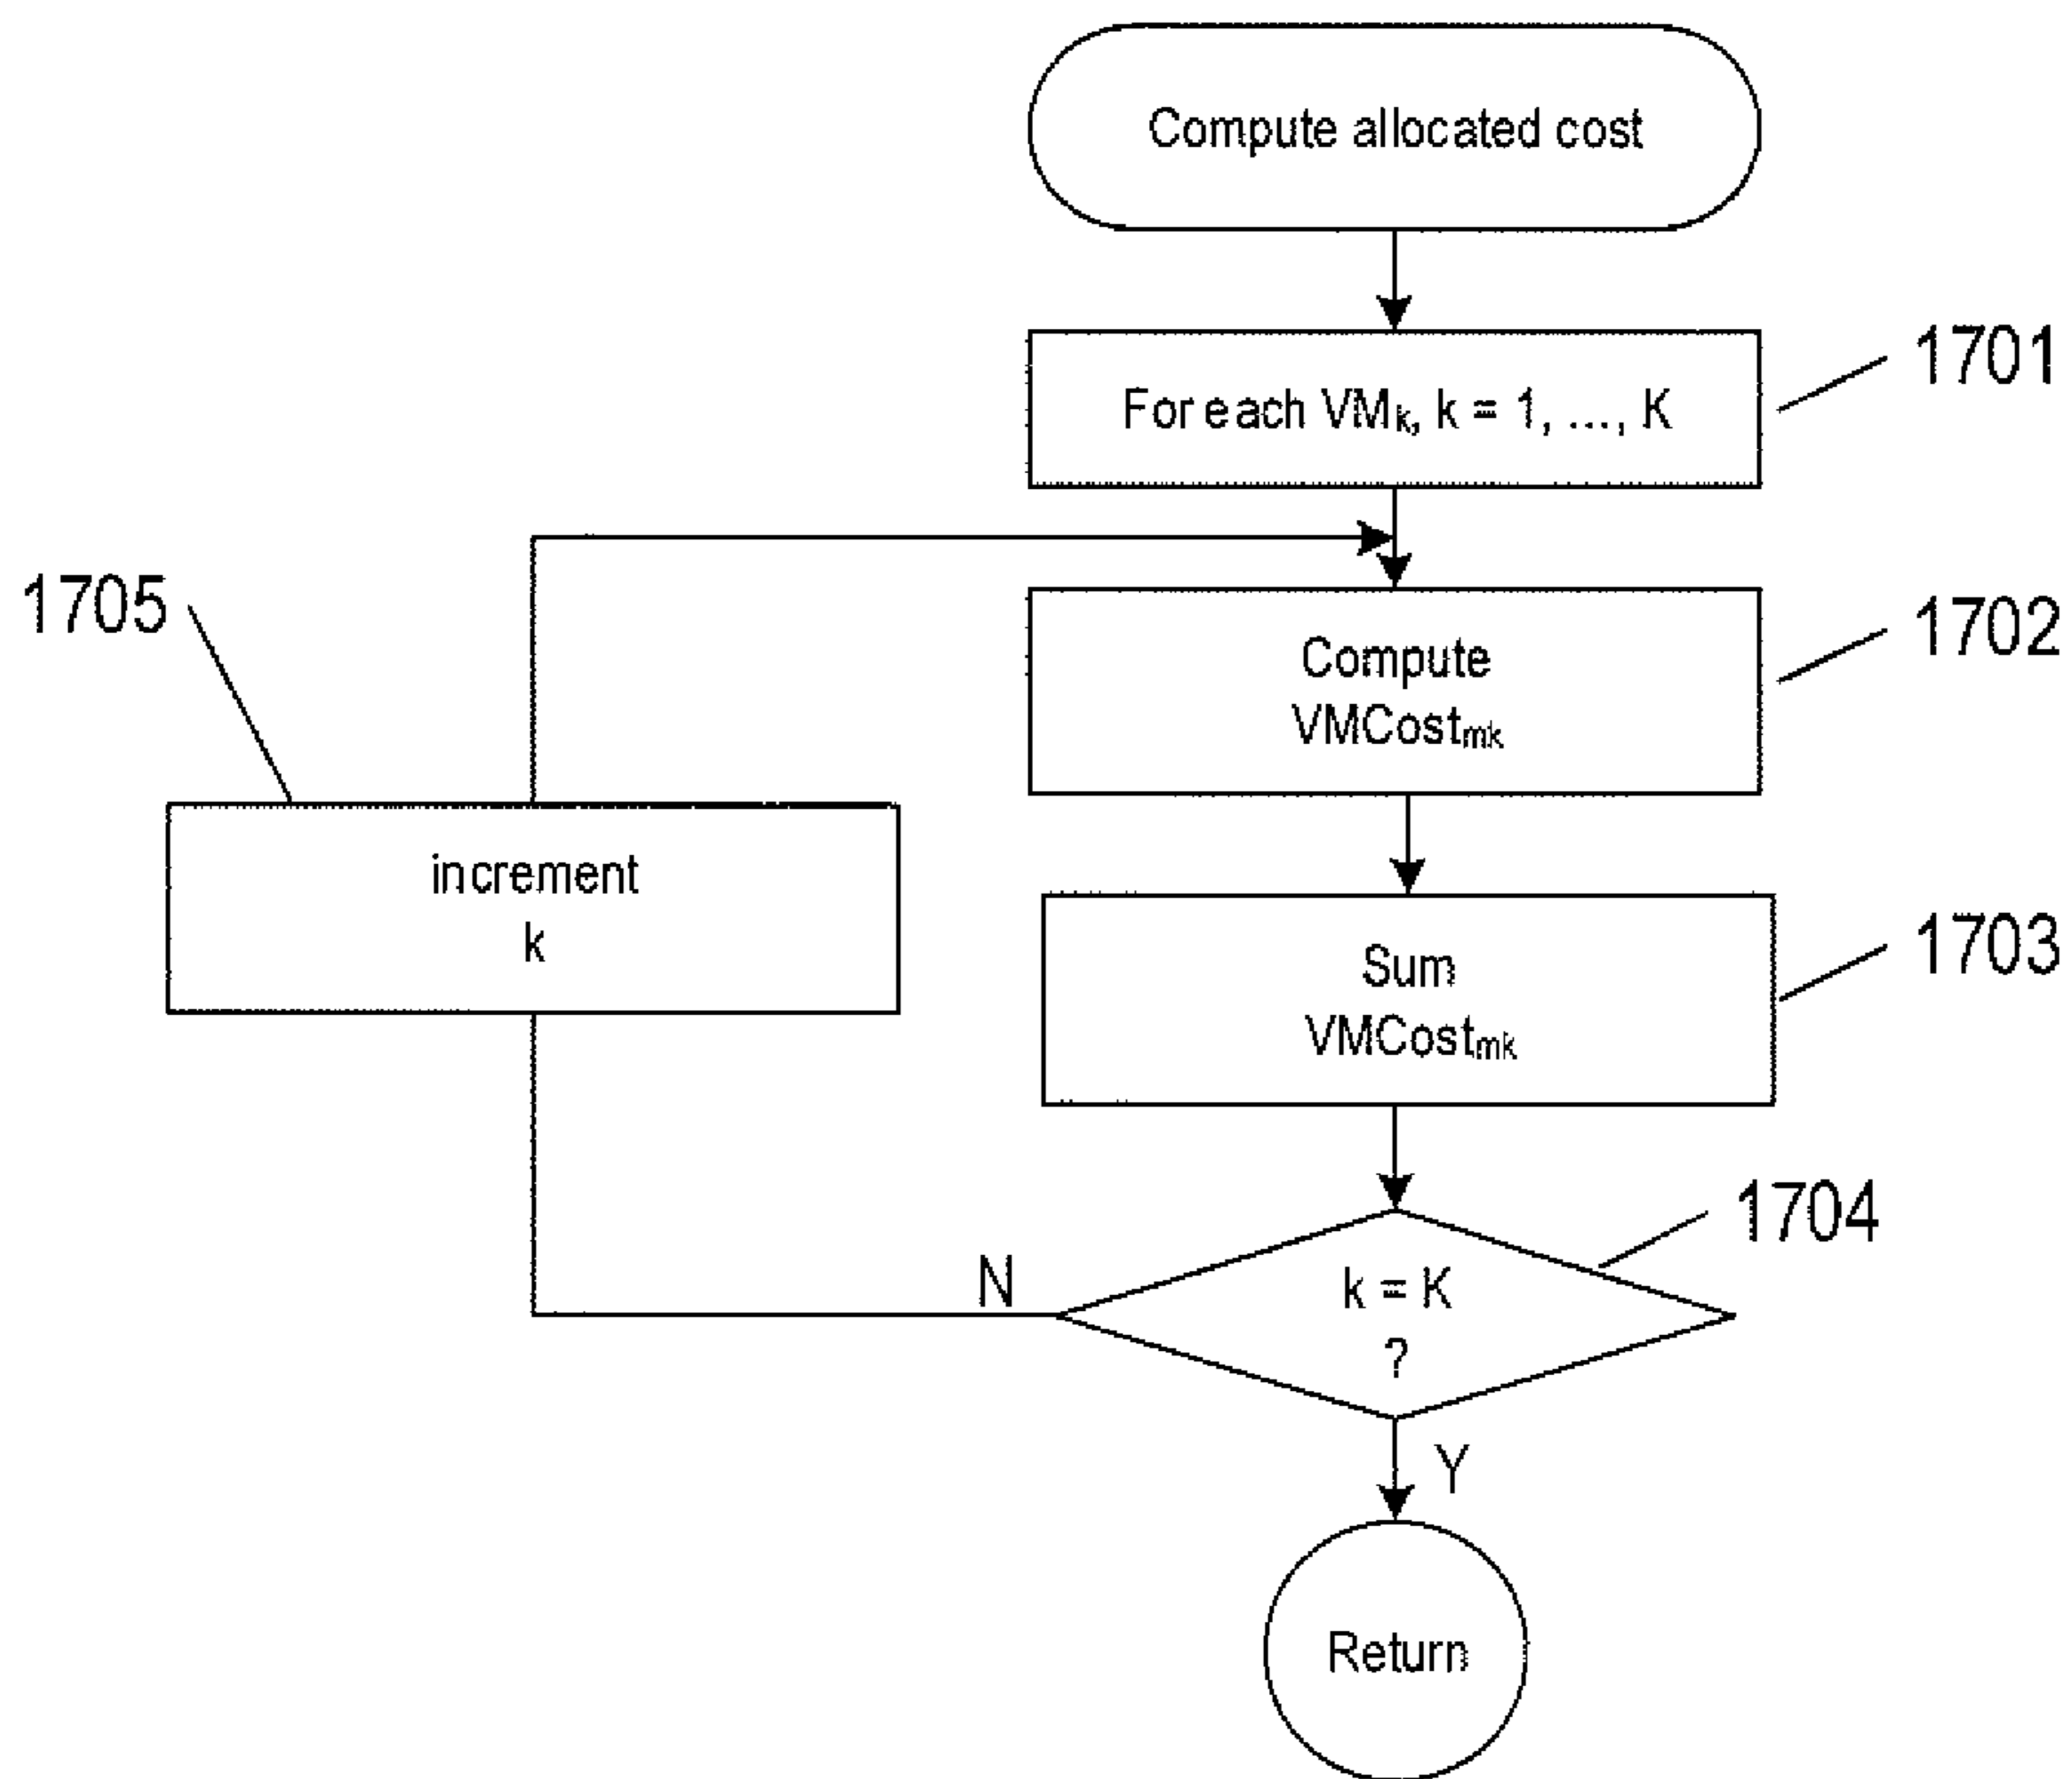 Compute allocated cost
For each VMk, k = 1, ..., K
1701
Compute
VMCostmk
1702
1705
increment
k
Sum
VMCostmk
1703
k = K
?
1704
N
Y
Return